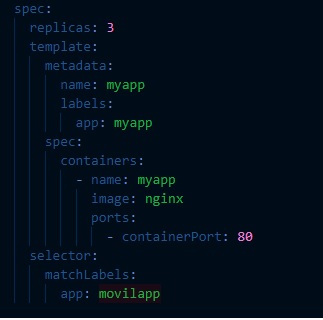 spec:
  replicas: 3
  template:
    metadata:
      name: myapp
      labels:
        app: myapp
    spec:
      containers:
        - name: myapp
          image: nginx
          ports:
            - containerPort: 80
  selector:
    matchLabels:
      app: movilapp